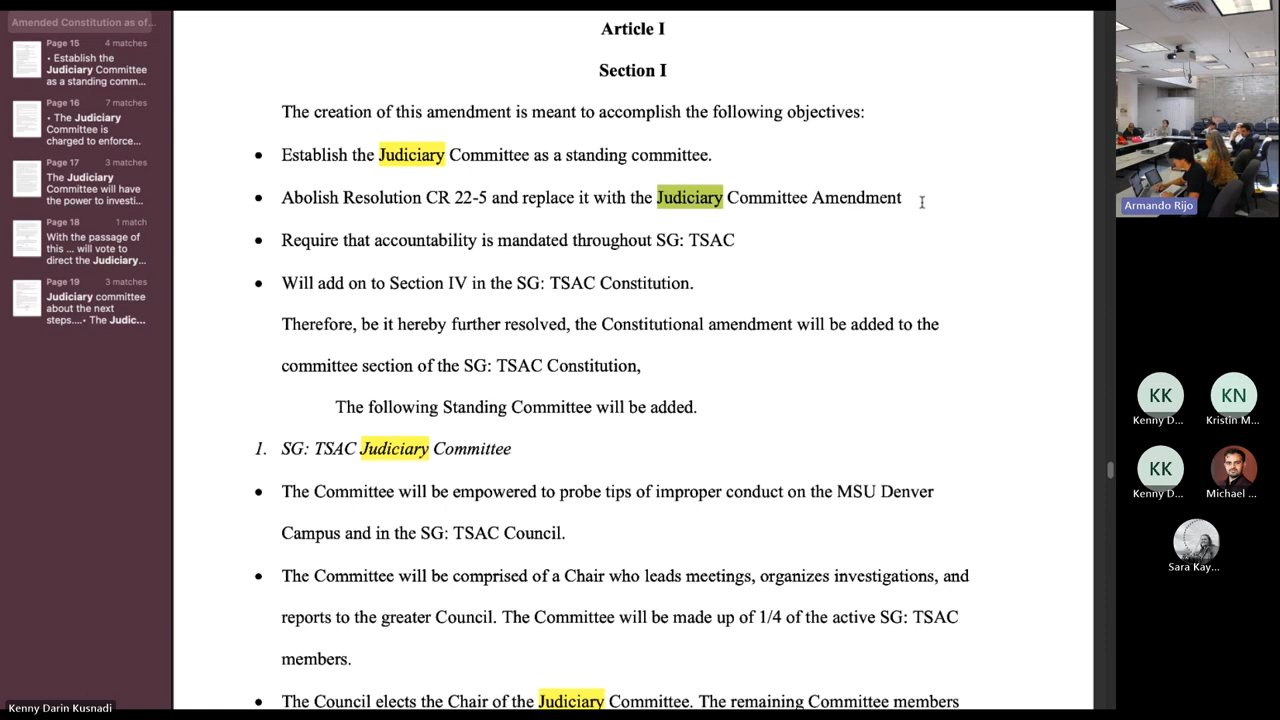 Amended Constitution as of...
Page 15 4 matches
• Establish the
Judiciary Committee
as a standing comm...
Page 16 7 matches
• The Judiciary
Committee is
charged to enforce...
Page 17 3 matches
The Judiciary
Committee will have
the power to investi...
Page 18 1 match
With the passage of
this ... will vote to
direct the Judiciary...
Page 19 3 matches
Judiciary committee
about the next
steps....• The Judic...
Kenny Darin Kusnadi
Article I
Section I
The creation of this amendment is meant to accomplish the following objectives:
• Establish the Judiciary Committee as a standing committee.
• Abolish Resolution CR 22-5 and replace it with the Judiciary Committee Amendment
• Require that accountability is mandated throughout SG: TSAC
• Will add on to Section IV in the SG: TSAC Constitution.
Therefore, be it hereby further resolved, the Constitutional amendment will be added to the
committee section of the SG: TSAC Constitution,
The following Standing Committee will be added.
1. SG: TSAC Judiciary Committee
• The Committee will be empowered to probe tips of improper conduct on the MSU Denver
Campus and in the SG: TSAC Council.
• The Committee will be comprised of a Chair who leads meetings, organizes investigations, and
reports to the greater Council. The Committee will be made up of 1/4 of the active SG: TSAC
members.
• The Council elects the Chair of the Judiciary Committee. The remaining Committee members
Armando Rijo
KK
Kenny D...
KN
Kristin M...
KK
Kenny D...
Michael ...
Sara Kay...